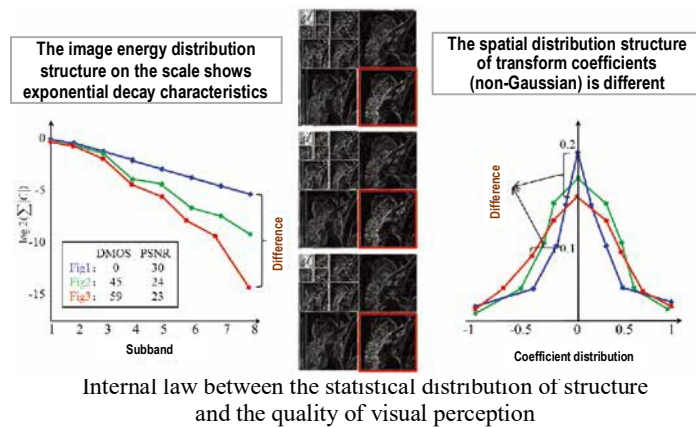 The image energy distribution
structure on the scale shows
exponential decay characteristics
The spatial distribution structure
of transform coefficients
(non-Gaussian) is different
0
-5
-10
-15
log 2(∑|C|)
DMOS PSNR
Fig1: 0 30
Fig2: 45 24
Fig3: 59 23
Difference
1 2 3 4 5 6 7 8
Subband
0.2
0.1
Difference
-1 -0.5 0 0.5 1
Coefficient distribution
Internal law between the statistical distribution of structure
and the quality of visual perception